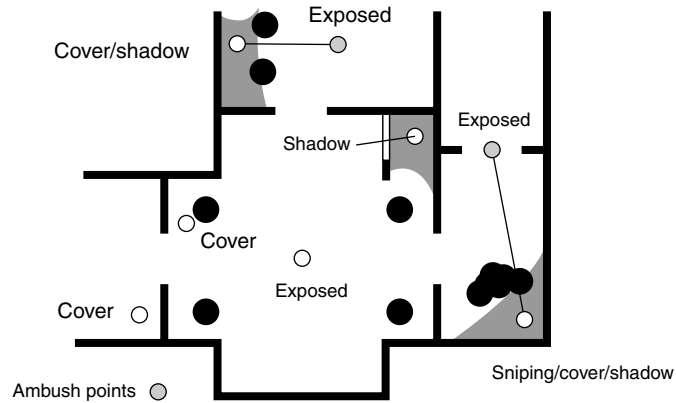 Exposed
Cover/shadow
Exposed
Shadow
Cover
Exposed
Cover
Sniping/cover/shadow
Ambush points